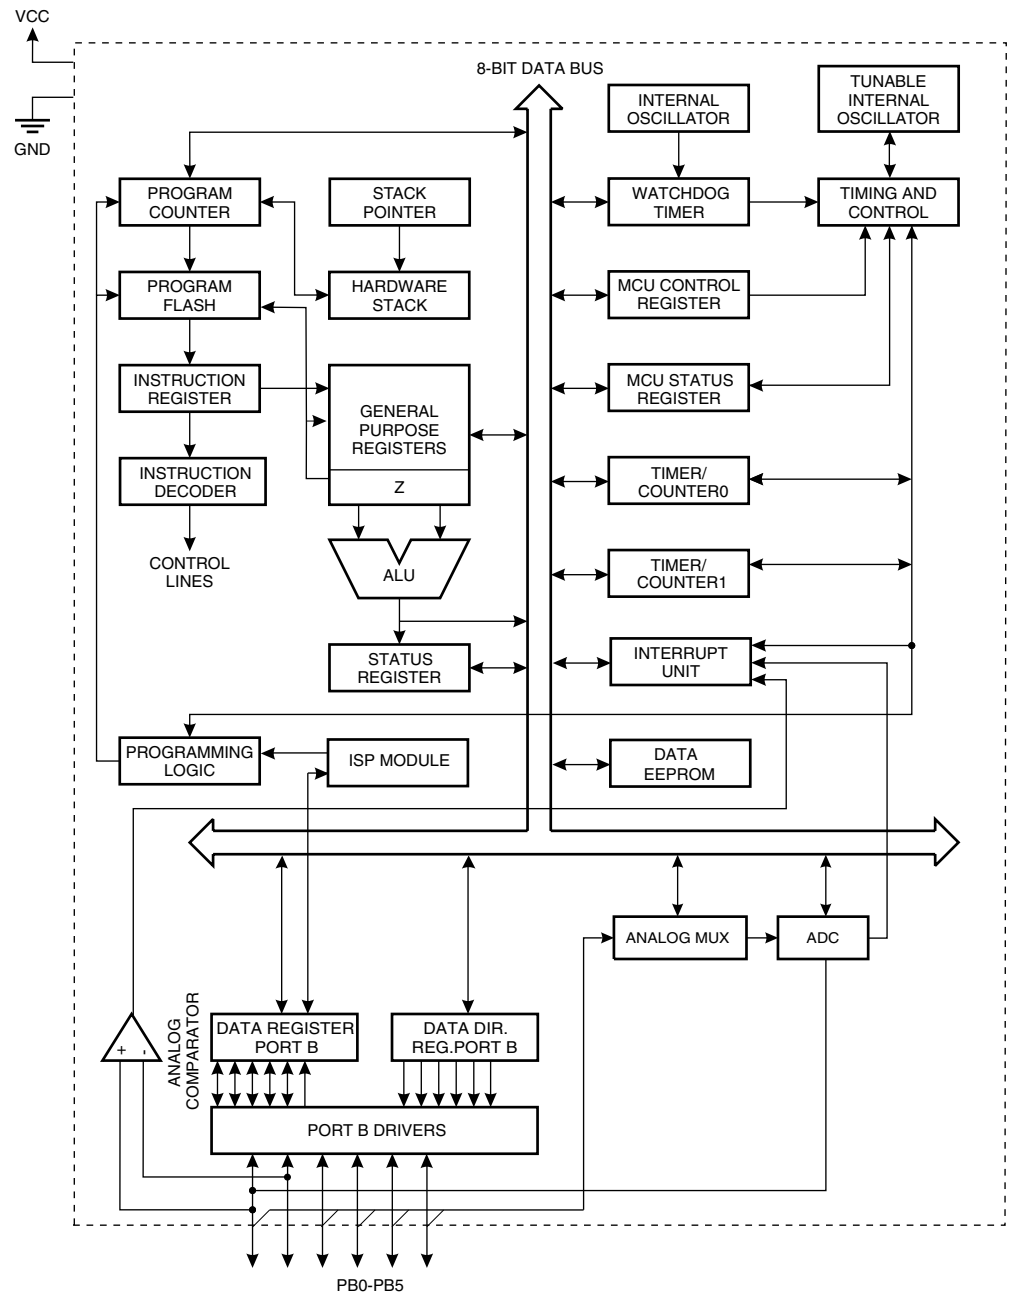 VCC
GND
8-BIT DATA BUS
INTERNAL
OSCILLATOR
TUNABLE
INTERNAL
OSCILLATOR
PROGRAM
COUNTER
STACK
POINTER
WATCHDOG
TIMER
TIMING AND
CONTROL
PROGRAM
FLASH
HARDWARE
STACK
MCU CONTROL
REGISTER
INSTRUCTION
REGISTER
GENERAL
PURPOSE
REGISTERS
Z
MCU STATUS
REGISTER
INSTRUCTION
DECODER
TIMER/
COUNTER0
CONTROL
LINES
ALU
TIMER/
COUNTER1
STATUS
REGISTER
INTERRUPT
UNIT
PROGRAMMING
LOGIC
ISP MODULE
DATA
EEPROM
ANALOG MUX
ADC
ANALOG
COMPARATOR
+
-
DATA REGISTER
PORT B
DATA DIR.
REG.PORT B
PORT B DRIVERS
PB0-PB5